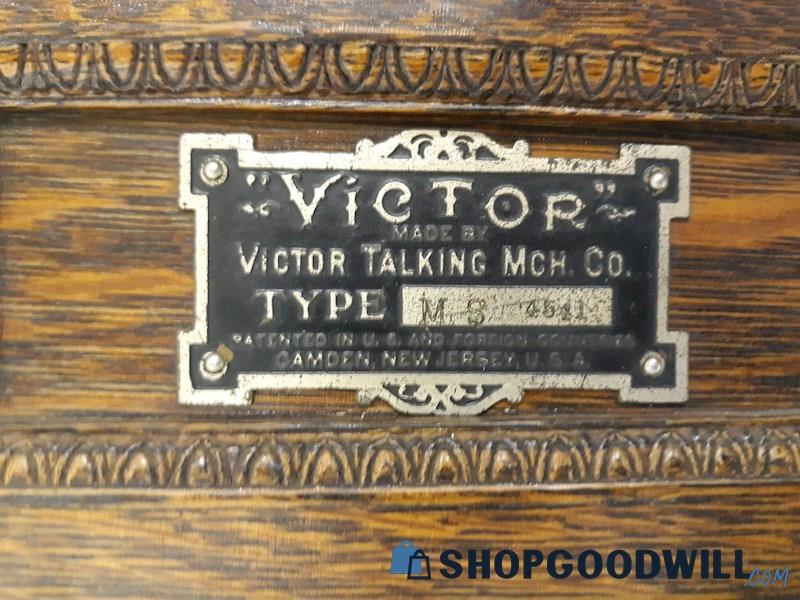 "VICTOR"
MADE BY
VICTOR TALKING MCH. CO.
TYPE M S 4541
PATENTED IN U. S. AND FOREIGN COUNTRIES
CAMDEN, NEW JERSEY, U. S. A.
SHOPGOODWILL.COM